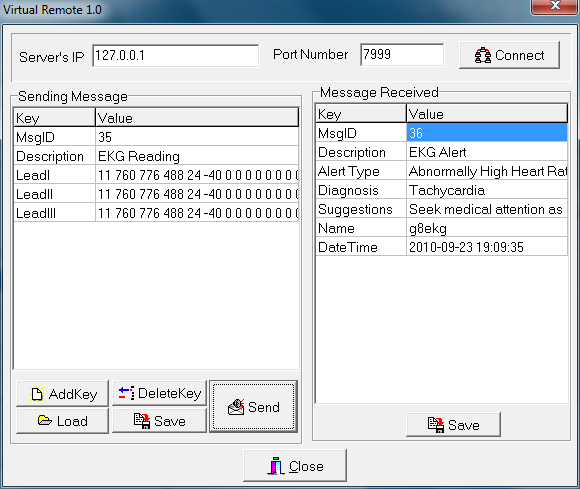 Virtual Remote 1.0
Server's IP 127.0.0.1 Port Number 7999 Connect
Sending Message
Key Value
MsgID 35
Description EKG Reading
LeadI 11 760 776 488 24 -40 0 0 0 0 0 0 0
LeadII 11 760 776 488 24 -40 0 0 0 0 0 0 0
LeadIII 11 760 776 488 24 -40 0 0 0 0 0 0 0
AddKey DeleteKey Send
Load Save
Message Received
Key Value
MsgID 36
Description EKG Alert
Alert Type Abnormally High Heart Rat
Diagnosis Tachycardia
Suggestions Seek medical attention as
Name g8ekg
DateTime 2010-09-23 19:09:35
Save
Close